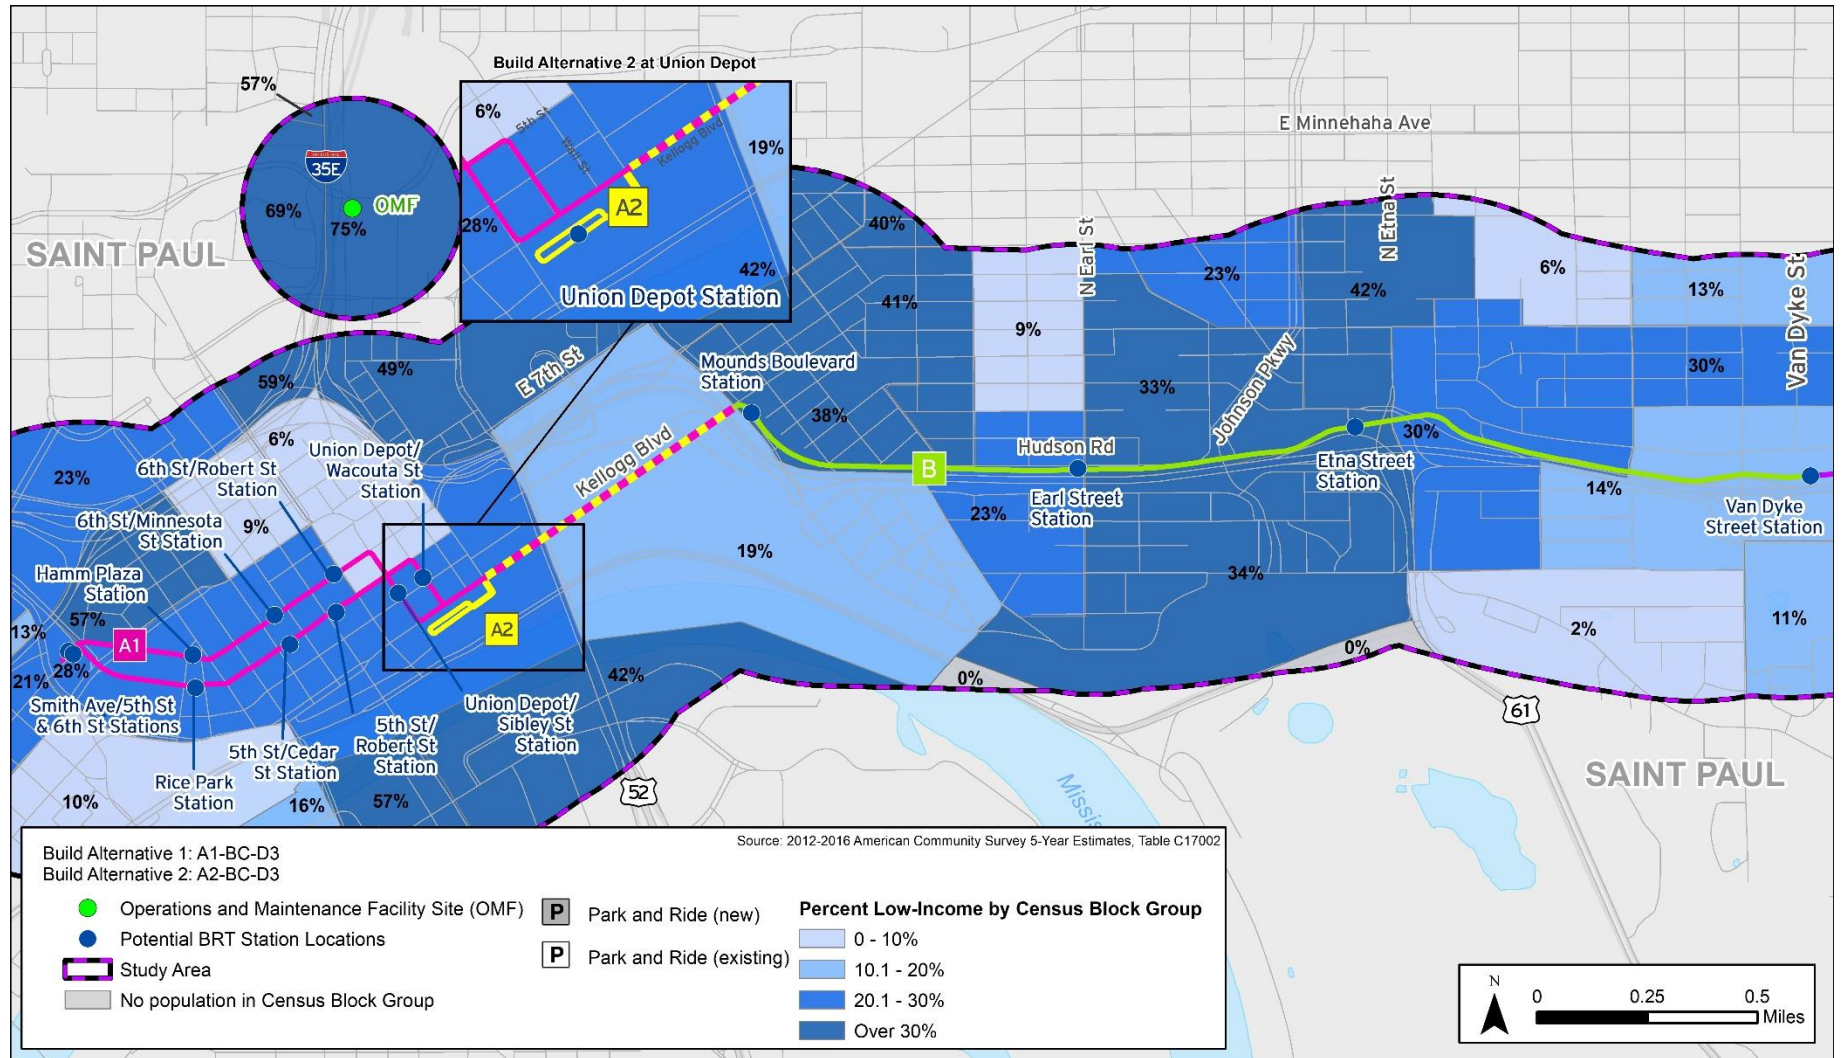 57%
35E
69%
75%
OMF
SAINT PAUL
Build Alternative 2 at Union Depot
6%
5th St
Wall St
Kellogg Blvd
19%
A2
28%
42%
Union Depot Station
E Minnehaha Ave
N Earl St
N Etna St
Van Dyke St
40%
41%
9%
23%
42%
6%
13%
30%
33%
Johnson Pkwy
59%
49%
E 7th St
Mounds Boulevard
Station
38%
Kellogg Blvd
B
Hudson Rd
Earl Street
Station
Etna Street
Station
30%
14%
Van Dyke
Street Station
23%
6%
6th St/Robert St
Station
Union Depot/
Wacouta St
Station
9%
6th St/Minnesota
St Station
Hamm Plaza
Station
23%
19%
34%
0%
0%
2%
11%
57%
13%
A1
28%
21%
Smith Ave/5th St
& 6th St Stations
A2
42%
Rice Park
Station
5th St/Cedar
St Station
5th St/
Robert St
Station
Union Depot/
Sibley St
Station
10%
16%
57%
52
61
SAINT PAUL
Source: 2012-2016 American Community Survey 5-Year Estimates, Table C17002
Build Alternative 1: A1-BC-D3
Build Alternative 2: A2-BC-D3
Operations and Maintenance Facility Site (OMF)
Potential BRT Station Locations
Study Area
No population in Census Block Group
P Park and Ride (new)
P Park and Ride (existing)
Percent Low-Income by Census Block Group
0 - 10%
10.1 - 20%
20.1 - 30%
Over 30%
N
0 0.25 0.5
Miles